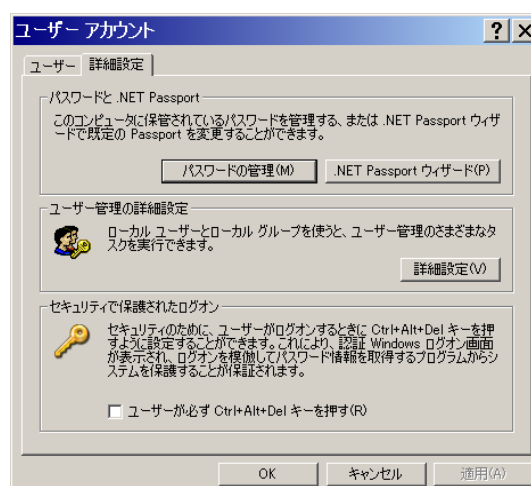 ユーザー アカウント
ユーザー 詳細設定
パスワードと .NET Passport
このコンピュータに保管されているパスワードを管理する、または .NET Passport ウィザ
ードで既定の Passport を変更することができます。
パスワードの管理(M) .NET Passport ウィザード(P)
ユーザー管理の詳細設定
ローカル ユーザーとローカル グループを使うと、ユーザー管理のさまざまなタ
スクを実行できます。
詳細設定(V)
セキュリティで保護されたログオン
セキュリティのために、ユーザーがログオンするときに Ctrl+Alt+Del キーを押
すように設定することができます。これにより、認証 Windows ログオン画面
が表示され、ログオンを模倣してパスワード情報を取得するプログラムからシ
ステムを保護することが保証されます。
ユーザーが必ず Ctrl+Alt+Del キーを押す(R)
OK キャンセル 適用(A)